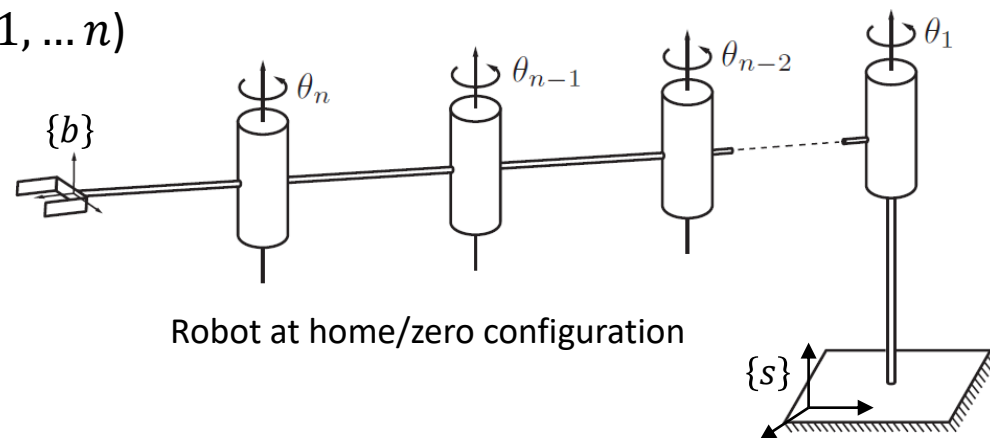 1, … n)
θ₁
θₙ₋₂
θₙ₋₁
θₙ
{b}
Robot at home/zero configuration
{s}